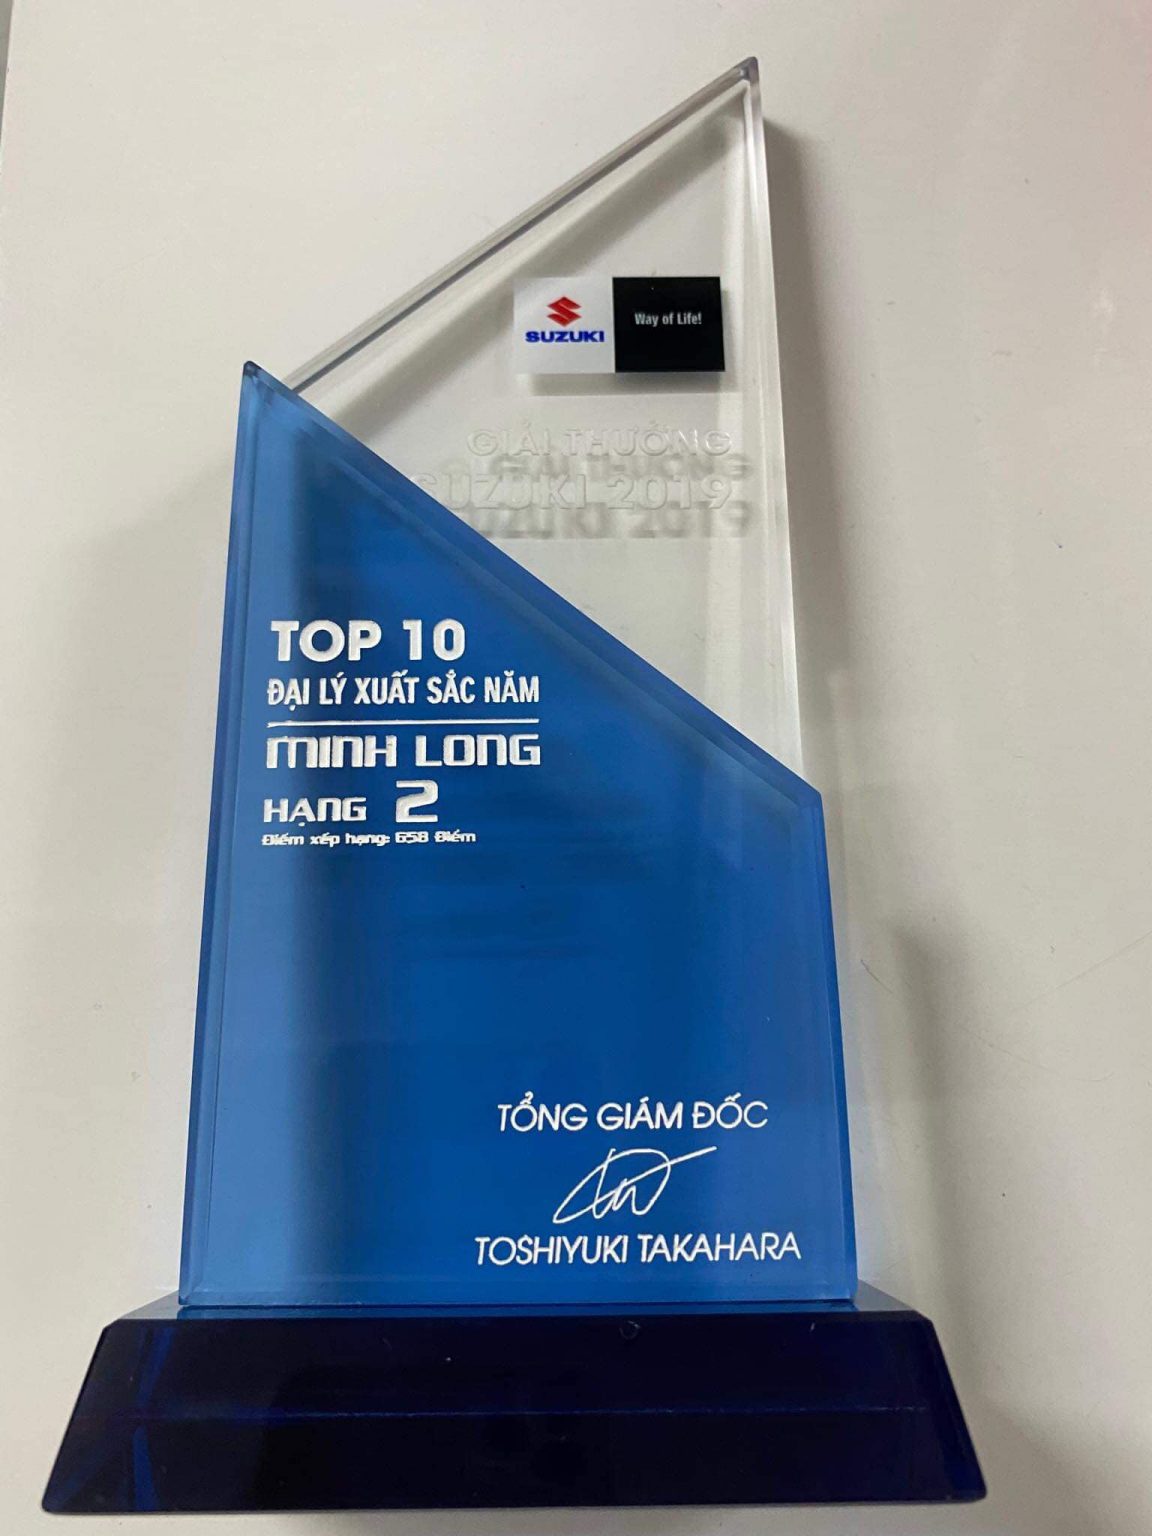 SUZUKI
Way of Life!
GIẢI THƯỞNG
SUZUKI 2019
TOP 10
ĐẠI LÝ XUẤT SẮC NĂM
MINH LONG
HẠNG 2
Điểm xếp hạng: 658 Điểm
TỔNG GIÁM ĐỐC
TOSHIYUKI TAKAHARA